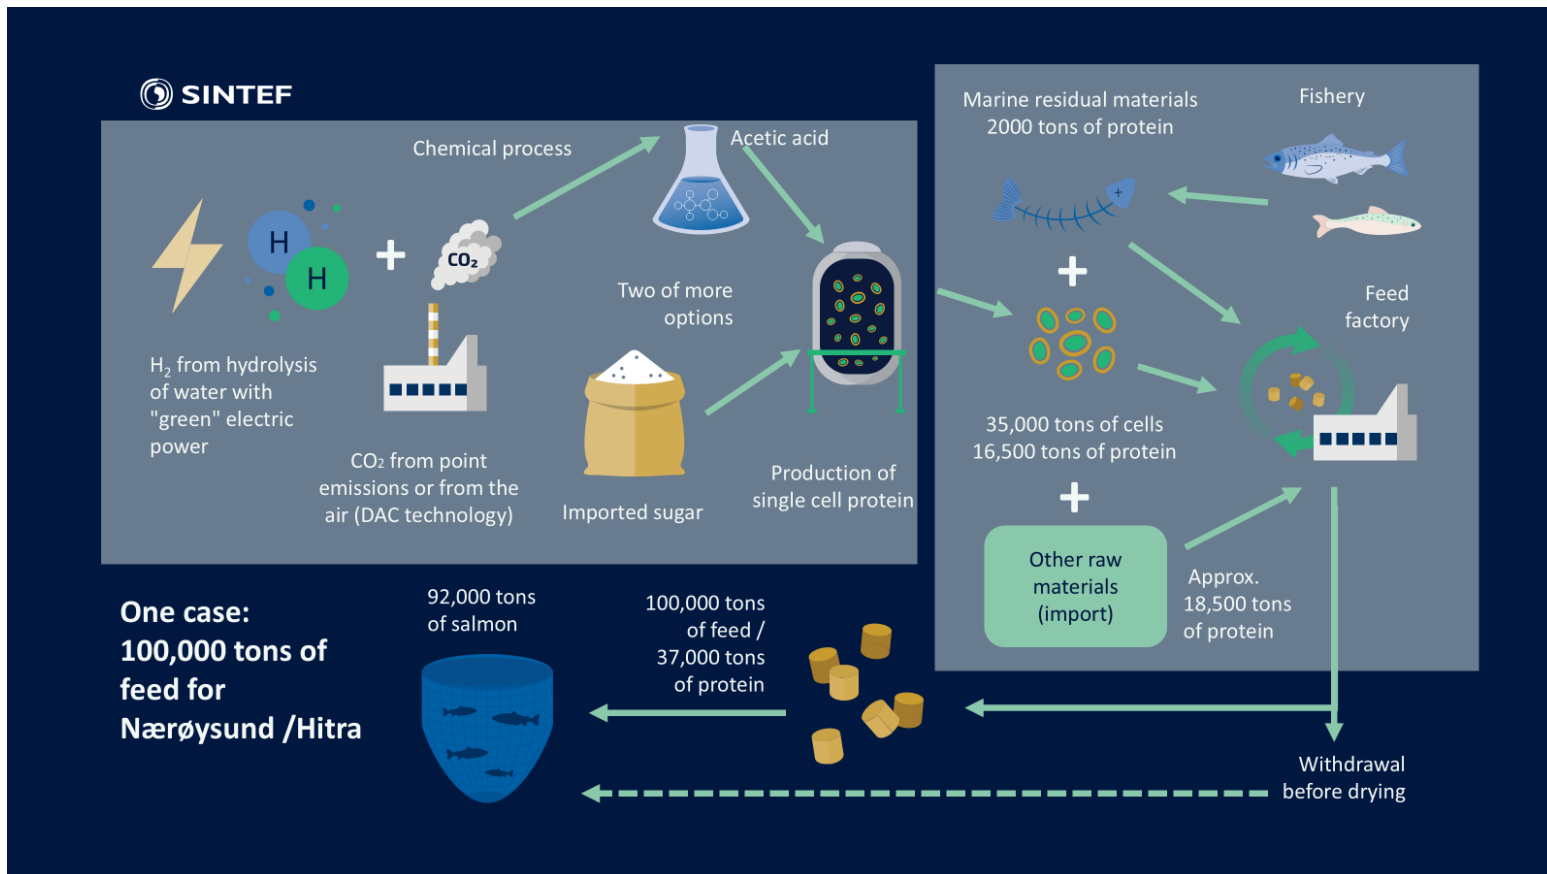 SINTEF
Chemical process
Acetic acid
H
H
CO₂
H₂ from hydrolysis
of water with
"green" electric
power
CO₂ from point
emissions or from the
air (DAC technology)
Two of more
options
Imported sugar
Production of
single cell protein
Marine residual materials
2000 tons of protein
Fishery
Feed
factory
35,000 tons of cells
16,500 tons of protein
Other raw
materials
(import)
Approx.
18,500 tons
of protein
One case:
100,000 tons of
feed for
Nærøysund /Hitra
92,000 tons
of salmon
100,000 tons
of feed /
37,000 tons
of protein
Withdrawal
before drying